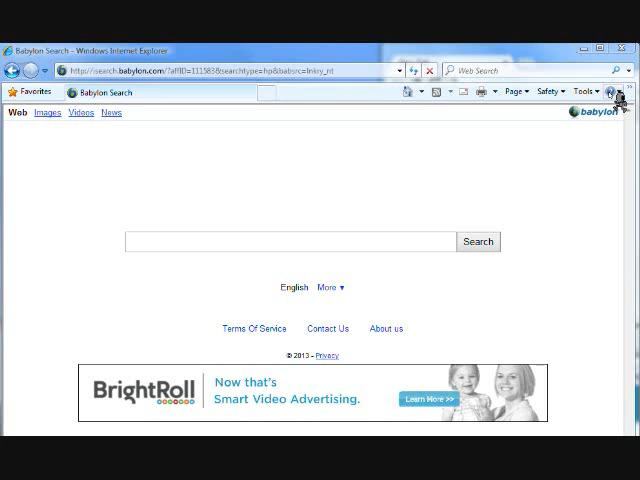 Babylon Search - Windows Internet Explorer
http://isearch.babylon.com/?affID=111583&searchtype=hp&babsrc=lnkry_nt
Web Search
Favorites
Babylon Search
Page
Safety
Tools
Web Images Videos News
babylon
Search
English More ▼
Terms Of Service Contact Us About us
© 2013 - Privacy
BrightRoll
Now that's
Smart Video Advertising.
Learn More >>